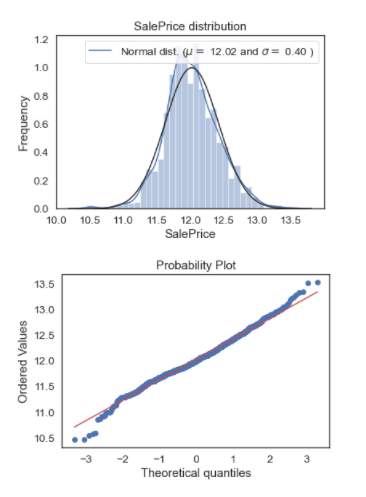 SalePrice distribution
1.2
Normal dist. (μ = 12.02 and σ = 0.40 )
1.0
0.8
0.6
0.4
0.2
0.0
Frequency
10.0 10.5 11.0 11.5 12.0 12.5 13.0 13.5
SalePrice
Probability Plot
13.5
13.0
12.5
12.0
11.5
11.0
10.5
Ordered Values
−3 −2 −1 0 1 2 3
Theoretical quantiles